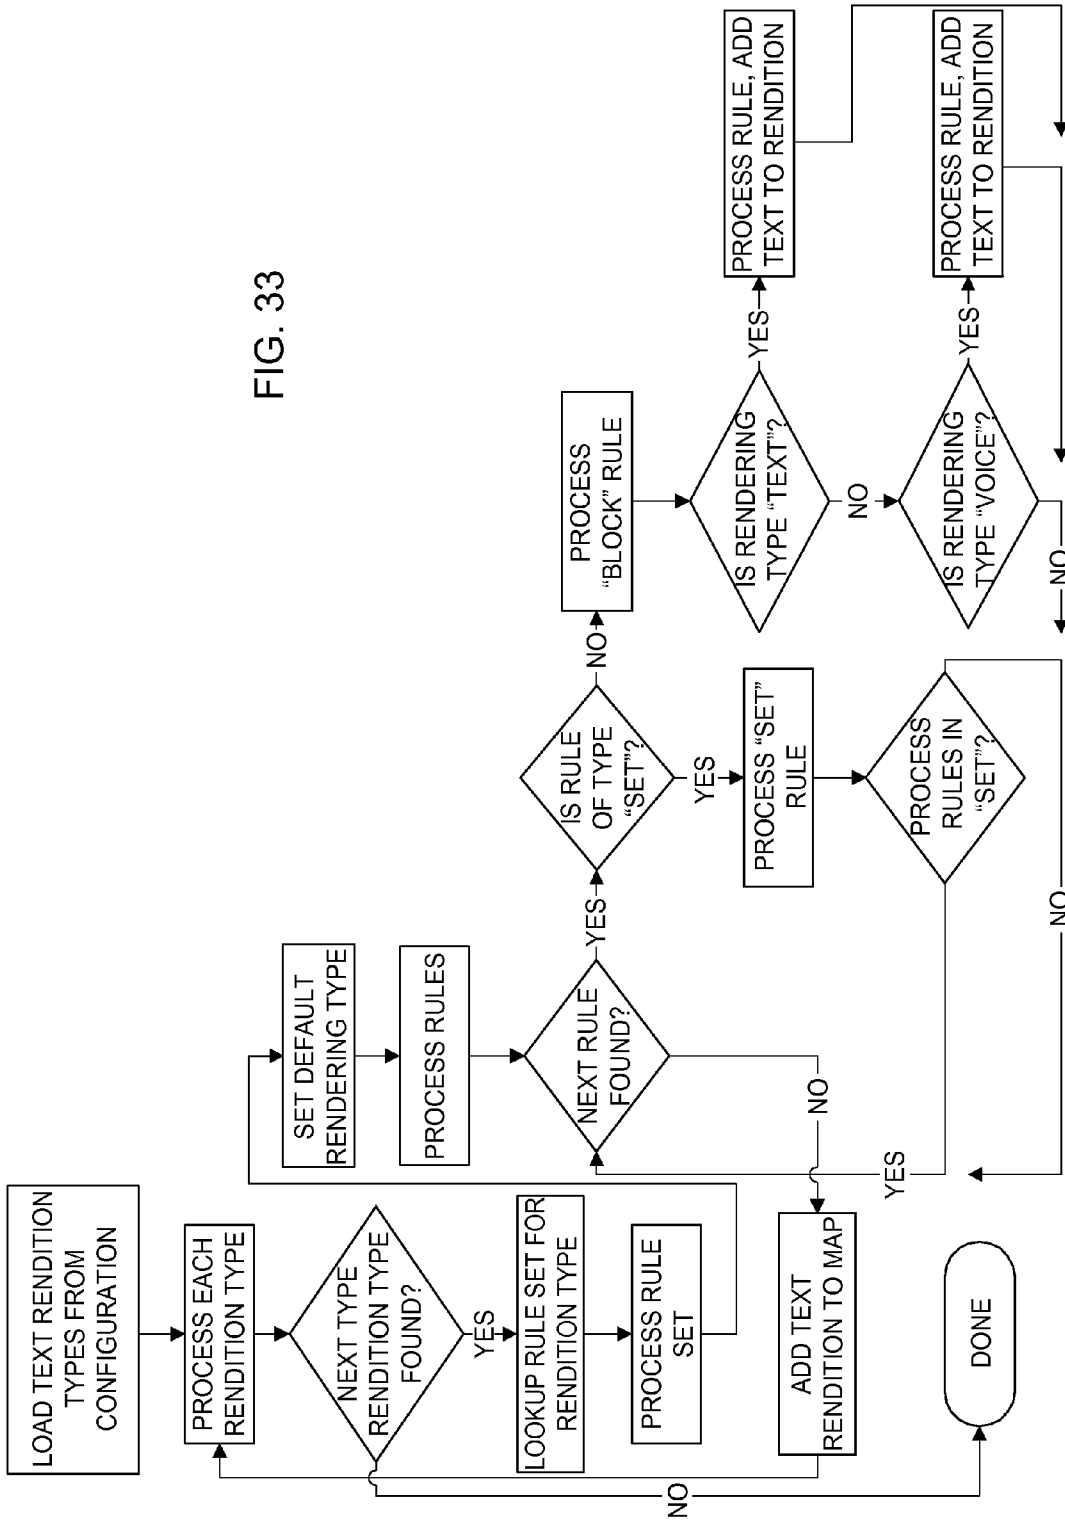 FIG. 33
LOAD TEXT RENDITION
TYPES FROM
CONFIGURATION
PROCESS EACH
RENDITION TYPE
NEXT TYPE
RENDITION TYPE
FOUND?
YES
NO
LOOKUP RULE SET FOR
RENDITION TYPE
PROCESS RULE
SET
SET DEFAULT
RENDERING TYPE
PROCESS RULES
NEXT RULE
FOUND?
YES
NO
ADD TEXT
RENDITION TO MAP
DONE
IS RULE
OF TYPE
“SET”?
NO
YES
PROCESS “SET”
RULE
PROCESS
RULES IN
“SET”?
YES
NO
PROCESS
“BLOCK” RULE
IS RENDERING
TYPE “TEXT”?
YES
NO
PROCESS RULE, ADD
TEXT TO RENDITION
IS RENDERING
TYPE “VOICE”?
YES
NO
PROCESS RULE, ADD
TEXT TO RENDITION